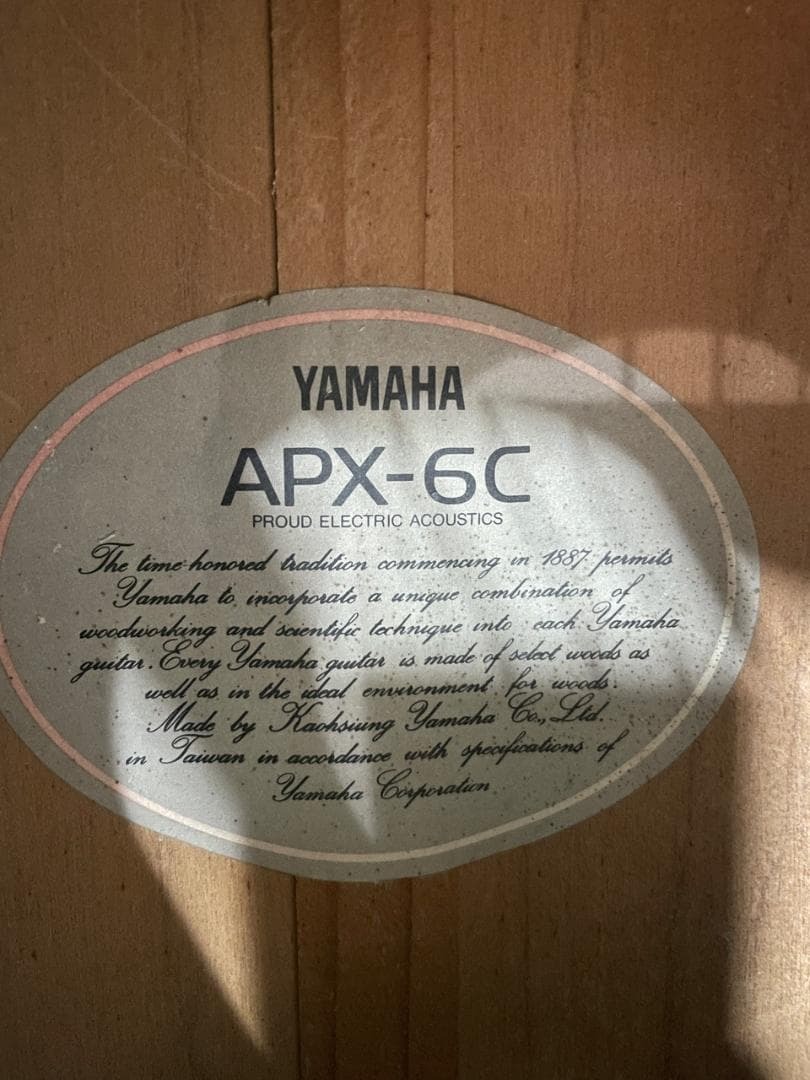 YAMAHA
APX-6C
PROUD ELECTRIC ACOUSTICS
The time-honored tradition commencing in 1887 permits
Yamaha to incorporate a unique combination of
woodworking and scientific technique into each Yamaha
guitar. Every Yamaha guitar is made of select woods as
well as in the ideal environment for woods.
Made by Kaohsiung Yamaha Co., Ltd.
in Taiwan in accordance with specifications of
Yamaha Corporation